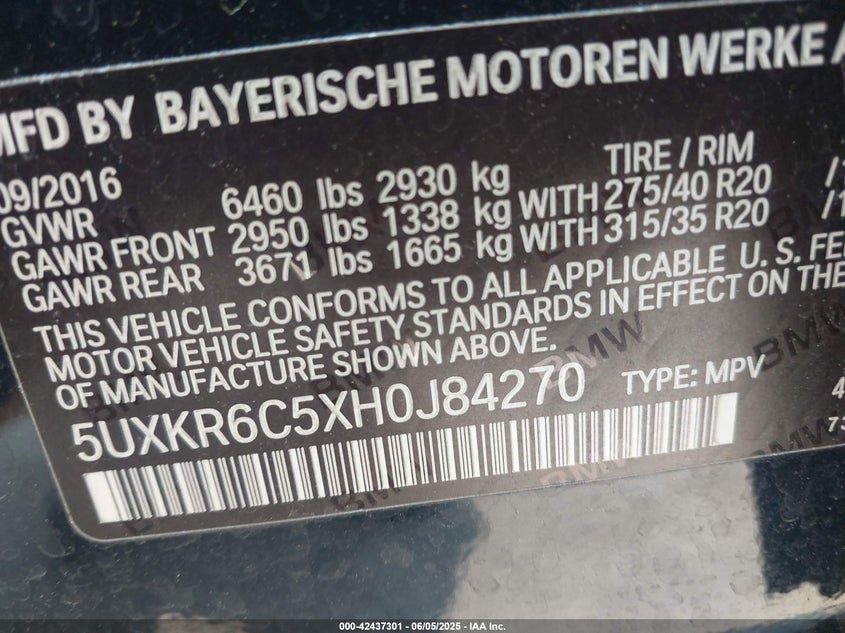 MFD BY BAYERISCHE MOTOREN WERKE A
09/2016
TIRE / RIM
GVWR 6460 lbs 2930 kg
GAWR FRONT 2950 lbs 1338 kg WITH 275/40 R20
GAWR REAR 3671 lbs 1665 kg WITH 315/35 R20
THIS VEHICLE CONFORMS TO ALL APPLICABLE U. S. FE
MOTOR VEHICLE SAFETY STANDARDS IN EFFECT ON THE
OF MANUFACTURE SHOWN ABOVE.
5UXKR6C5XH0J84270 TYPE: MPV
000-42437301 - 06/05/2025 - IAA Inc.